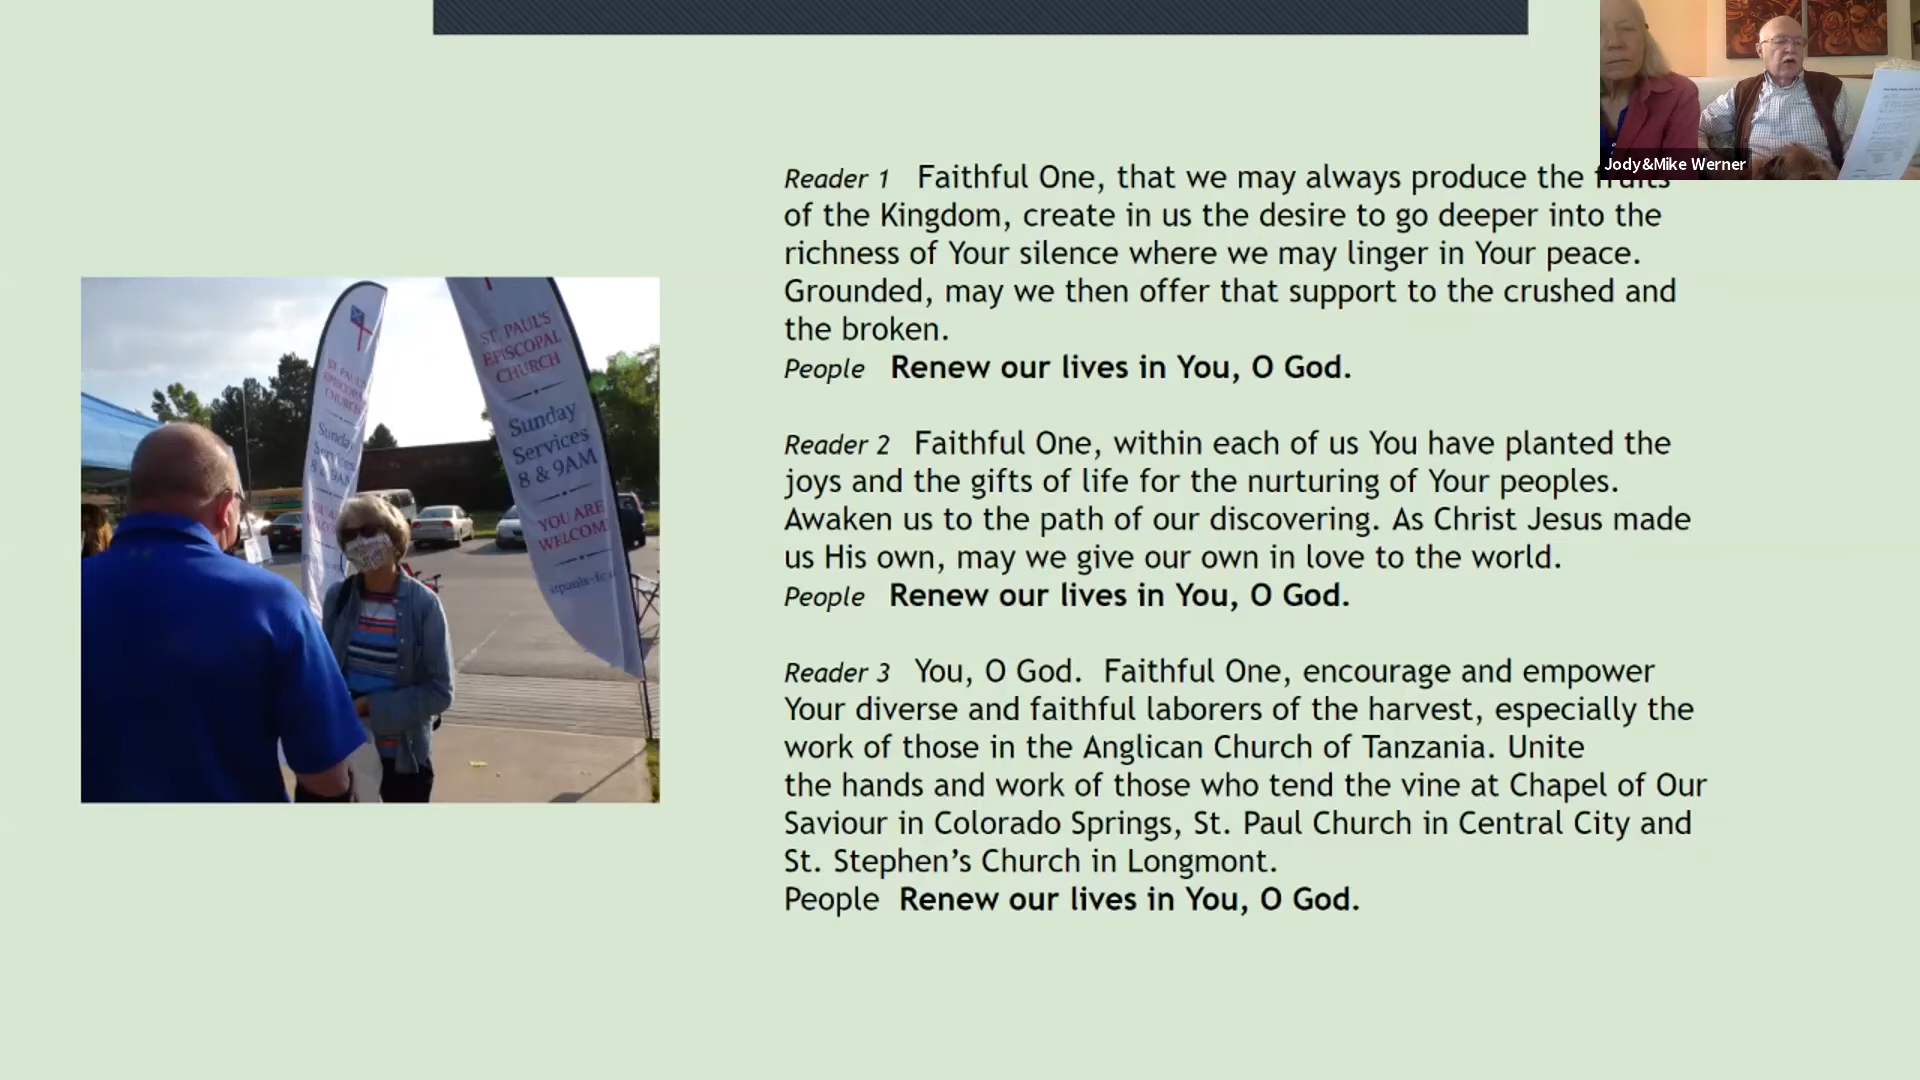 Jody&Mike Werner
Reader 1 Faithful One, that we may always produce the fruits
of the Kingdom, create in us the desire to go deeper into the
richness of Your silence where we may linger in Your peace.
Grounded, may we then offer that support to the crushed and
the broken.
People Renew our lives in You, O God.
Reader 2 Faithful One, within each of us You have planted the
joys and the gifts of life for the nurturing of Your peoples.
Awaken us to the path of our discovering. As Christ Jesus made
us His own, may we give our own in love to the world.
People Renew our lives in You, O God.
Reader 3 You, O God. Faithful One, encourage and empower
Your diverse and faithful laborers of the harvest, especially the
work of those in the Anglican Church of Tanzania. Unite
the hands and work of those who tend the vine at Chapel of Our
Saviour in Colorado Springs, St. Paul Church in Central City and
St. Stephen’s Church in Longmont.
People Renew our lives in You, O God.
ST. PAUL'S
EPISCOPAL
CHURCH
Sunday
Services
8 & 9AM
ST. PAUL'S
EPISCOPAL
CHURCH
Sunday
Services
8 & 9AM
YOU ARE
WELCOME